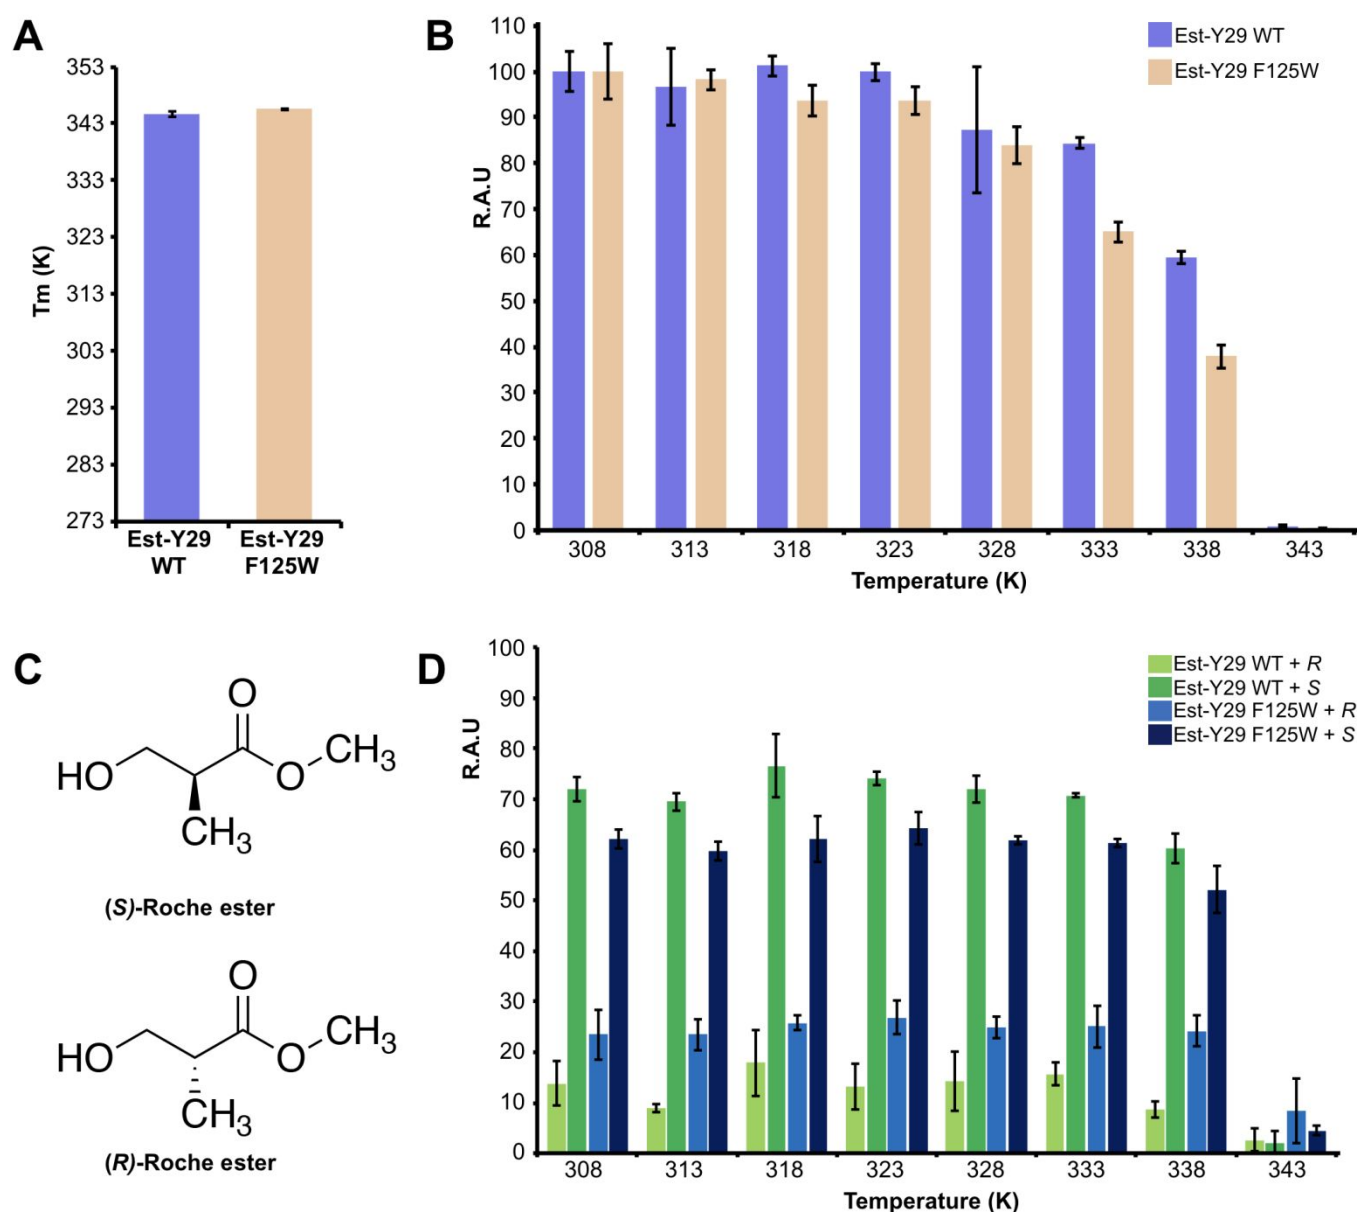 A
353
343
333
323
313
303
293
283
273
Tm (K)
Est-Y29
WT
Est-Y29
F125W
B
110
100
90
80
70
60
50
40
30
20
10
0
R.A.U
Est-Y29 WT
Est-Y29 F125W
308 313 318 323 328 333 338 343
Temperature (K)
C
O
HO
O
CH3
CH3
(S)-Roche ester
O
HO
O
CH3
CH3
(R)-Roche ester
D
100
90
80
70
60
50
40
30
20
10
0
R.A.U
Est-Y29 WT + R
Est-Y29 WT + S
Est-Y29 F125W + R
Est-Y29 F125W + S
308 313 318 323 328 333 338 343
Temperature (K)